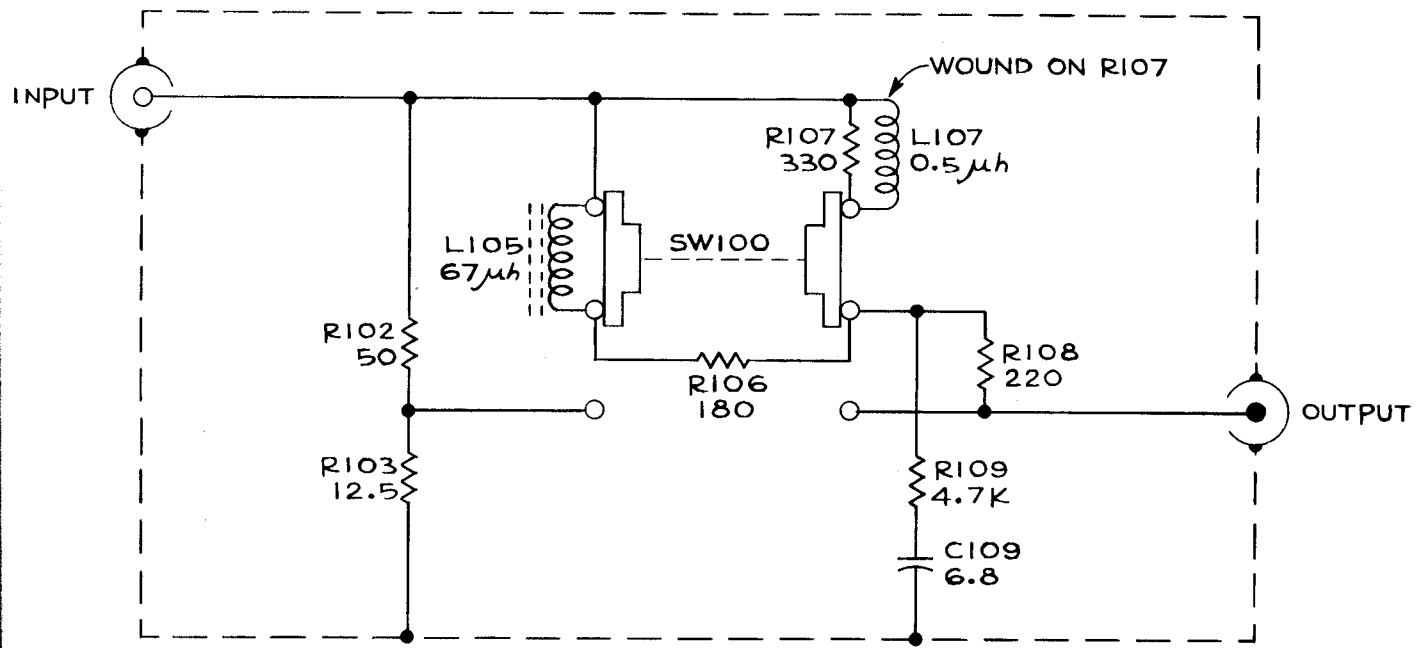 WOUND ON R107
INPUT
R107
330
L107
0.5μh
L105
67μh
SW100
R102
50
R106
180
R108
220
OUTPUT
R103
12.5
R109
4.7K
C109
6.8